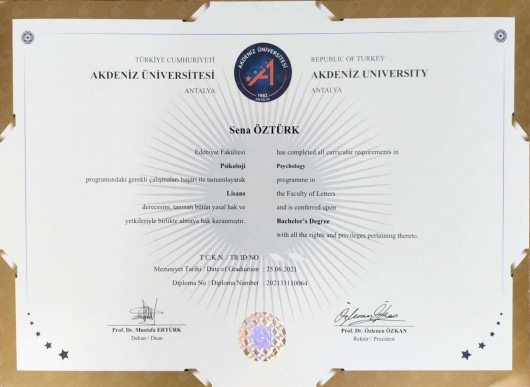 TÜRKİYE CUMHURİYETİ
AKDENİZ ÜNİVERSİTESİ
ANTALYA
AKDENİZ ÜNİVERSİTESİ
1982
ANTALYA
REPUBLIC OF TURKEY
AKDENIZ UNIVERSITY
ANTALYA
Sena ÖZTÜRK
Edebiyat Fakültesi
Psikoloji
programındaki gerekli çalışmaları başarı ile tamamlayarak
Lisans
derecesini, tanınan bütün yasal hak ve
yetkileriyle birlikte almaya hak kazanmıştır.
has completed all curricular requirements in
Psychology
programme in
the Faculty of Letters
and is conferred upon
Bachelor's Degree
with all the rights and privileges pertaining thereto.
T.C.K.N. / TR ID NO :
Mezuniyet Tarihi / Date of Graduation : 25.06.2021
Diploma No / Diploma Number : 202133110064
Prof. Dr. Mustafa ERTÜRK
Dekan / Dean
Özlenen Özkan
Prof. Dr. Özlenen ÖZKAN
Rektör / President